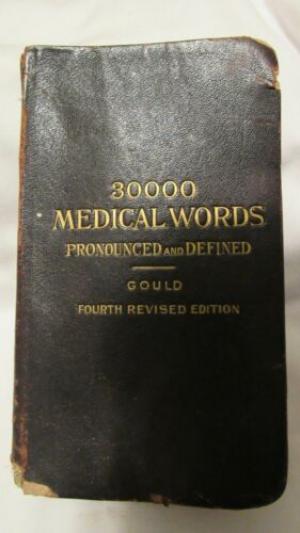 30000
MEDICAL WORDS
PRONOUNCED AND DEFINED
GOULD
FOURTH REVISED EDITION